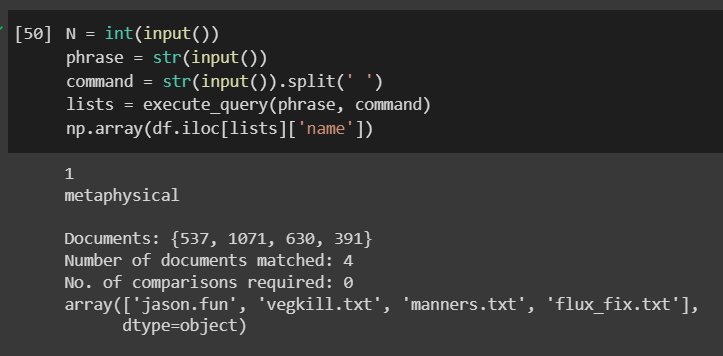 [50] N = int(input())
phrase = str(input())
command = str(input()).split(' ')
lists = execute_query(phrase, command)
np.array(df.iloc[lists]['name'])
1
metaphysical
Documents: {537, 1071, 630, 391}
Number of documents matched: 4
No. of comparisons required: 0
array(['jason.fun', 'vegkill.txt', 'manners.txt', 'flux_fix.txt'],
dtype=object)